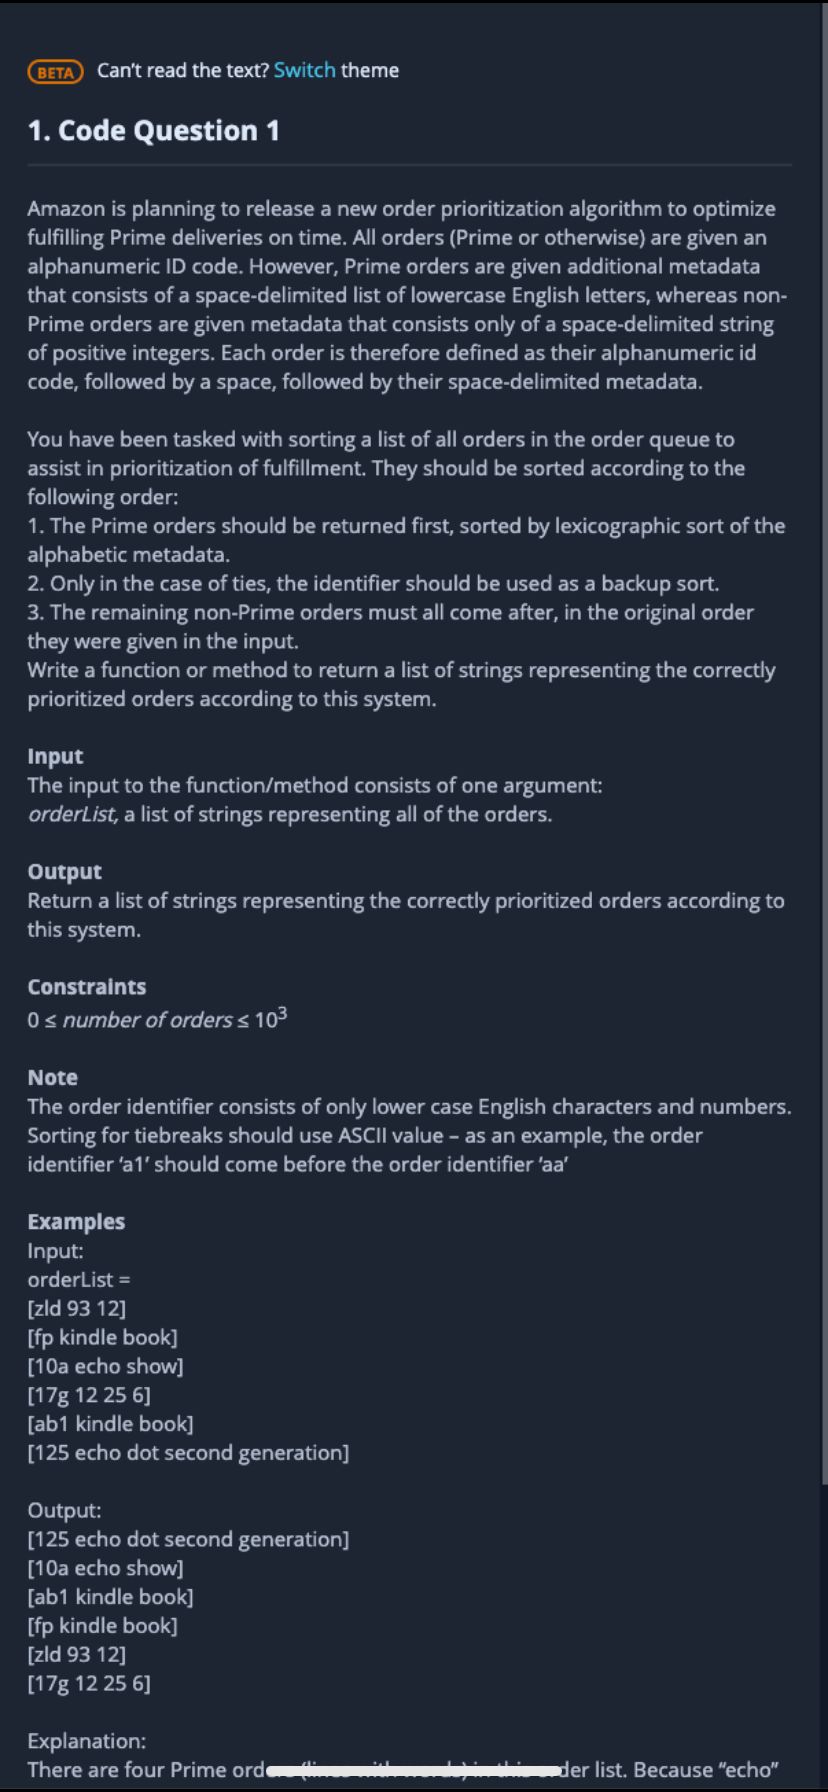 BETA Can't read the text? Switch theme
1. Code Question 1
Amazon is planning to release a new order prioritization algorithm to optimize
fulfilling Prime deliveries on time. All orders (Prime or otherwise) are given an
alphanumeric ID code. However, Prime orders are given additional metadata
that consists of a space-delimited list of lowercase English letters, whereas non-
Prime orders are given metadata that consists only of a space-delimited string
of positive integers. Each order is therefore defined as their alphanumeric id
code, followed by a space, followed by their space-delimited metadata.
You have been tasked with sorting a list of all orders in the order queue to
assist in prioritization of fulfillment. They should be sorted according to the
following order:
1. The Prime orders should be returned first, sorted by lexicographic sort of the
alphabetic metadata.
2. Only in the case of ties, the identifier should be used as a backup sort.
3. The remaining non-Prime orders must all come after, in the original order
they were given in the input.
Write a function or method to return a list of strings representing the correctly
prioritized orders according to this system.
Input
The input to the function/method consists of one argument:
orderList, a list of strings representing all of the orders.
Output
Return a list of strings representing the correctly prioritized orders according to
this system.
Constraints
0 ≤ number of orders ≤ 10³
Note
The order identifier consists of only lower case English characters and numbers.
Sorting for tiebreaks should use ASCII value – as an example, the order
identifier ‘a1’ should come before the order identifier ‘aa’
Examples
Input:
orderList =
[zld 93 12]
[fp kindle book]
[10a echo show]
[17g 12 25 6]
[ab1 kindle book]
[125 echo dot second generation]
Output:
[125 echo dot second generation]
[10a echo show]
[ab1 kindle book]
[fp kindle book]
[zld 93 12]
[17g 12 25 6]
Explanation:
There are four Prime orders (lines with words) in this order list. Because “echo”